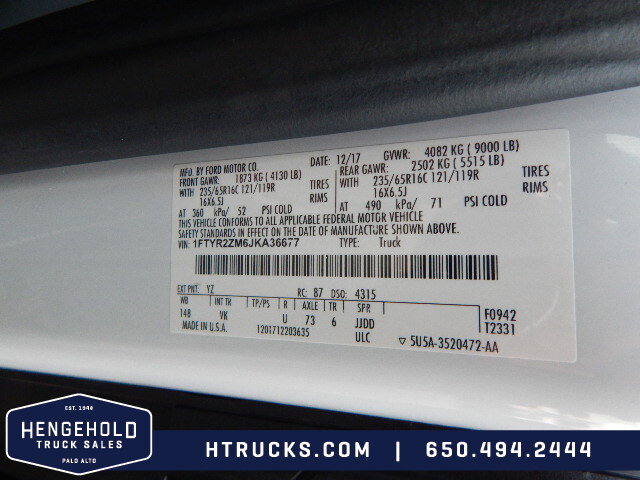 MFD. BY FORD MOTOR CO. DATE: 12/17 GVWR: 4082 KG ( 9000 LB)
FRONT GAWR: 1873 KG ( 4130 LB) REAR GAWR: 2502 KG ( 5515 LB)
WITH 235/65R16C 121/119R TIRES WITH 235/65R16C 121/119R TIRES
16X6.5J RIMS 16X6.5J RIMS
AT 360 kPa/ 52 PSI COLD AT 490 kPa/ 71 PSI COLD
THIS VEHICLE CONFORMS TO ALL APPLICABLE FEDERAL MOTOR VEHICLE
SAFETY STANDARDS IN EFFECT ON THE DATE OF MANUFACTURE SHOWN ABOVE.
VIN: 1FTYR2ZM6JKA36677 TYPE: Truck
EXT PNT: YZ RC: 87 DSO: 4315
WB INT TR TP/PS R AXLE TR SPR F0942
148 VK U 73 6 JJDD T2331
MADE IN U.S.A. 1201712203635 ULC ▽ 5U5A-3520472-AA
EST. 1940
HENGEHOLD
TRUCK SALES
PALO ALTO
HTRUCKS.COM | 650.494.2444